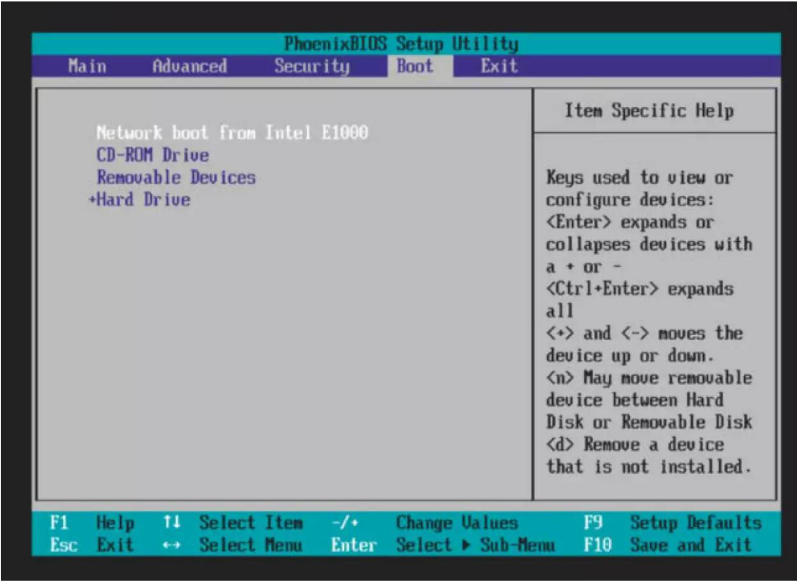 PhoenixBIOS Setup Utility
Main Advanced Security Boot Exit
Network boot from Intel E1000
CD-ROM Drive
Removable Devices
+Hard Drive
Item Specific Help
Keys used to view or
configure devices:
<Enter> expands or
collapses devices with
a + or -
<Ctrl+Enter> expands
all
<+> and <-> moves the
device up or down.
<n> May move removable
device between Hard
Disk or Removable Disk
<d> Remove a device
that is not installed.
F1 Help ↑↓ Select Item -/+ Change Values F9 Setup Defaults
Esc Exit ↔ Select Menu Enter Select ▶ Sub-Menu F10 Save and Exit